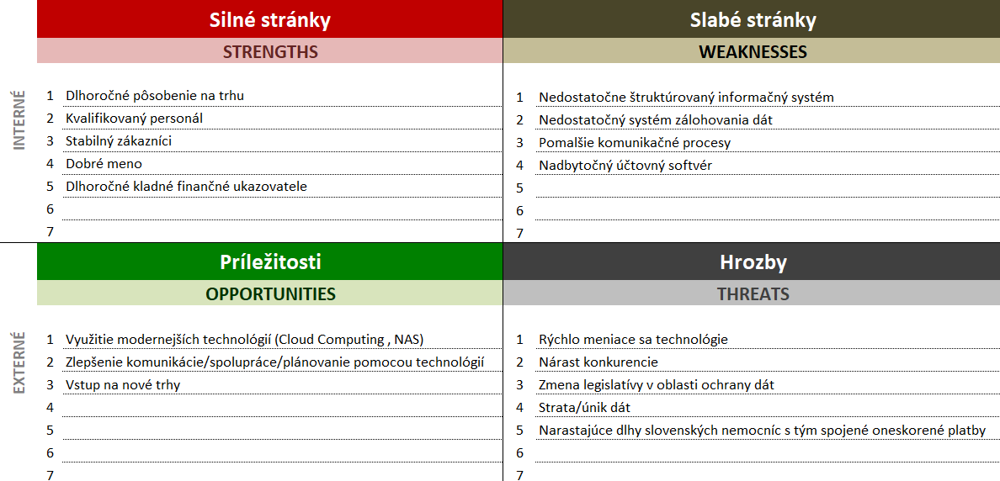 Silné stránky
STRENGTHS
INTERNÉ
1 Dlhoročné pôsobenie na trhu
2 Kvalifikovaný personál
3 Stabilný zákazníci
4 Dobré meno
5 Dlhoročné kladné finančné ukazovatele
6
7
Slabé stránky
WEAKNESSES
1 Nedostatočne štruktúrovaný informačný systém
2 Nedostatočný systém zálohovania dát
3 Pomalšie komunikačné procesy
4 Nadbytočný účtovný softvér
5
6
7
Príležitosti
OPPORTUNITIES
EXTERNÉ
1 Využitie modernejších technológií (Cloud Computing , NAS)
2 Zlepšenie komunikácie/spolupráce/plánovanie pomocou technológií
3 Vstup na nové trhy
4
5
6
7
Hrozby
THREATS
1 Rýchlo meniace sa technológie
2 Nárast konkurencie
3 Zmena legislatívy v oblasti ochrany dát
4 Strata/únik dát
5 Narastajúce dlhy slovenských nemocníc s tým spojené oneskorené platby
6
7